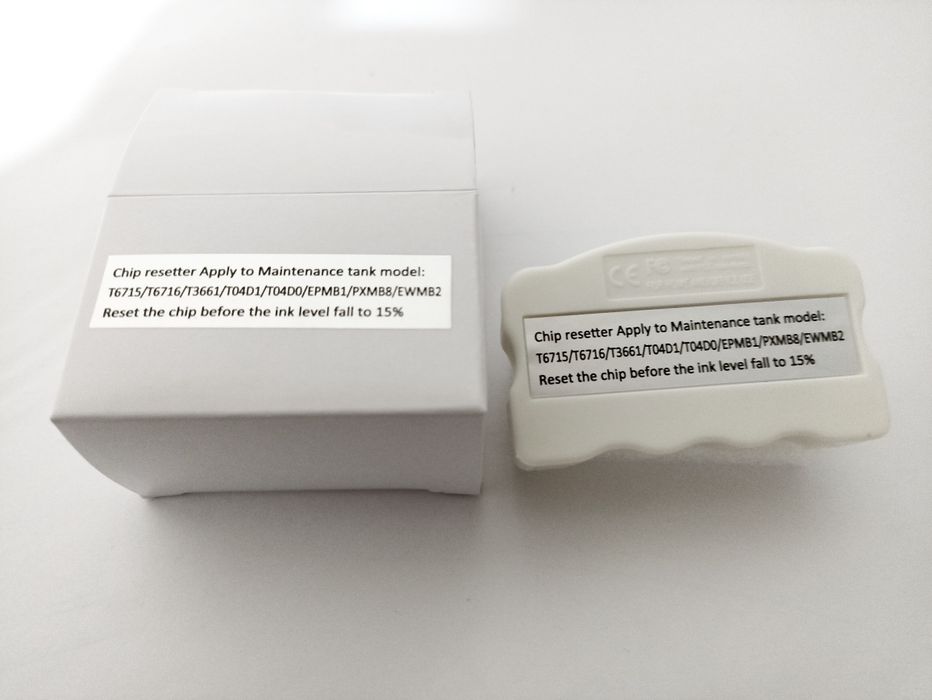 Chip resetter Apply to Maintenance tank model:
T6715/T6716/T3661/T04D1/T04D0/EPMB1/PXMB8/EWMB2
Reset the chip before the ink level fall to 15%
CE FC
Chip resetter Apply to Maintenance tank model:
T6715/T6716/T3661/T04D1/T04D0/EPMB1/PXMB8/EWMB2
Reset the chip before the ink level fall to 15%